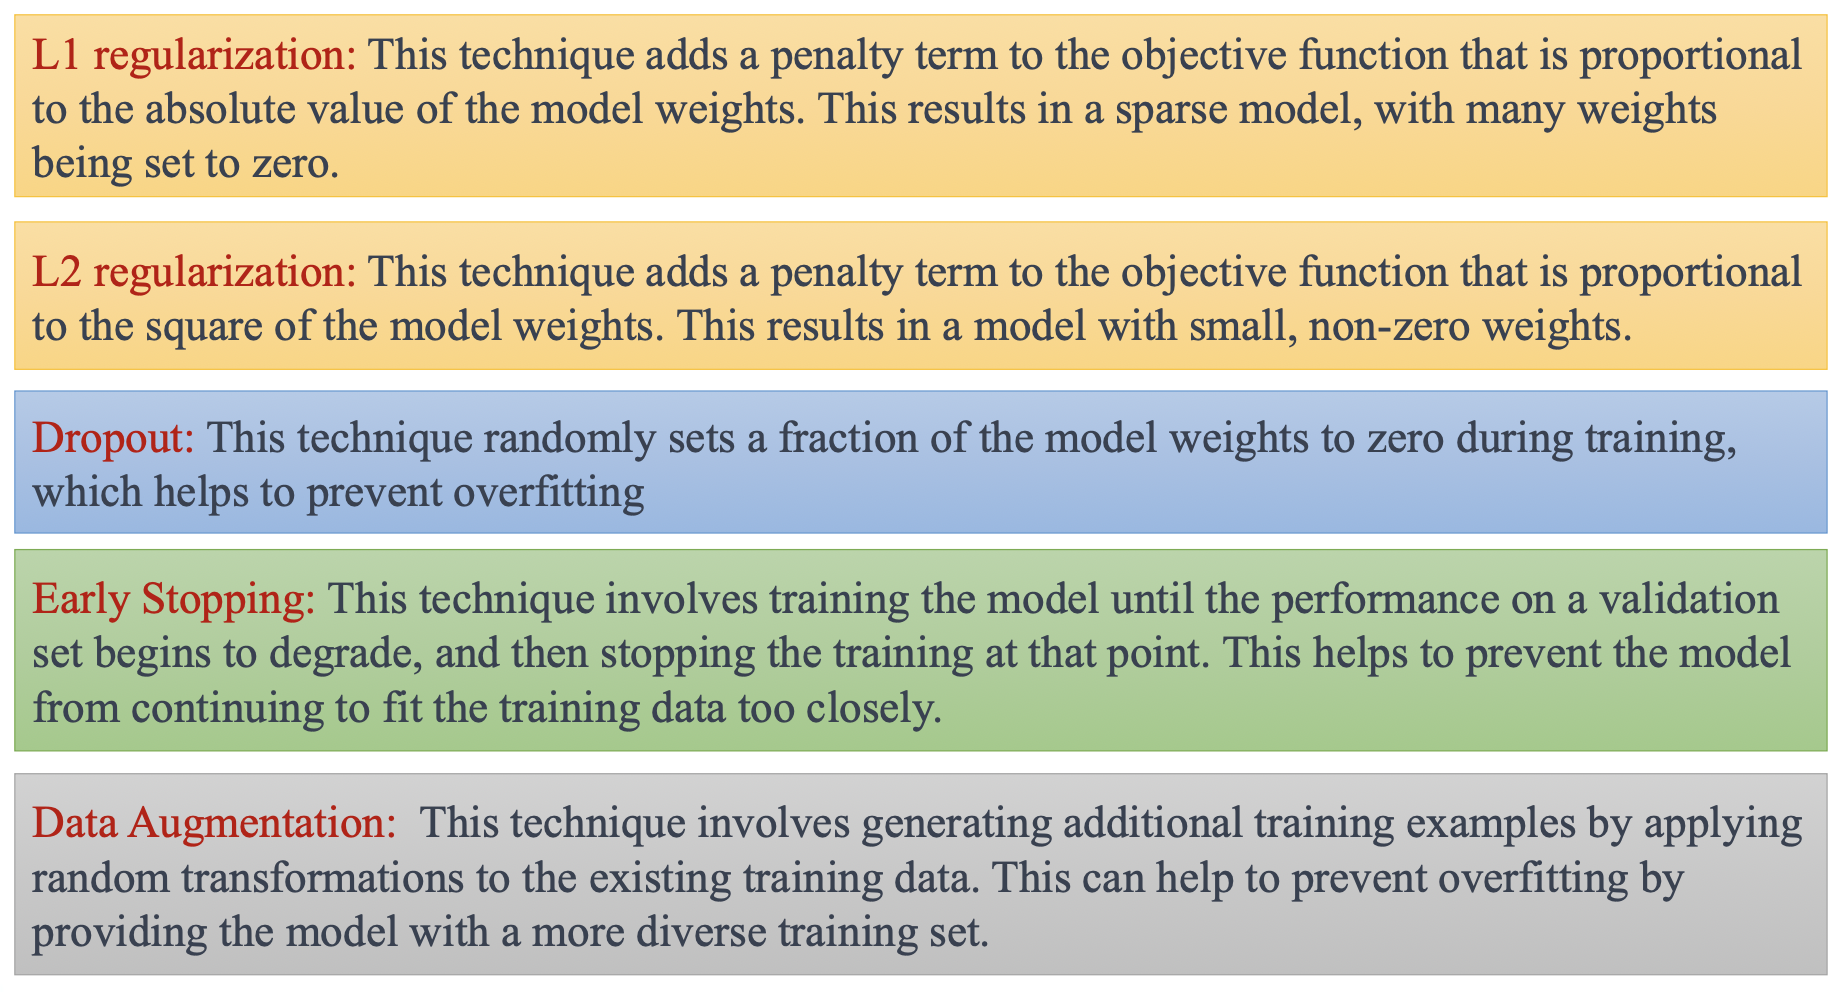 L1 regularization: This technique adds a penalty term to the objective function that is proportional
to the absolute value of the model weights. This results in a sparse model, with many weights
being set to zero.
L2 regularization: This technique adds a penalty term to the objective function that is proportional
to the square of the model weights. This results in a model with small, non-zero weights.
Dropout: This technique randomly sets a fraction of the model weights to zero during training,
which helps to prevent overfitting
Early Stopping: This technique involves training the model until the performance on a validation
set begins to degrade, and then stopping the training at that point. This helps to prevent the model
from continuing to fit the training data too closely.
Data Augmentation:  This technique involves generating additional training examples by applying
random transformations to the existing training data. This can help to prevent overfitting by
providing the model with a more diverse training set.